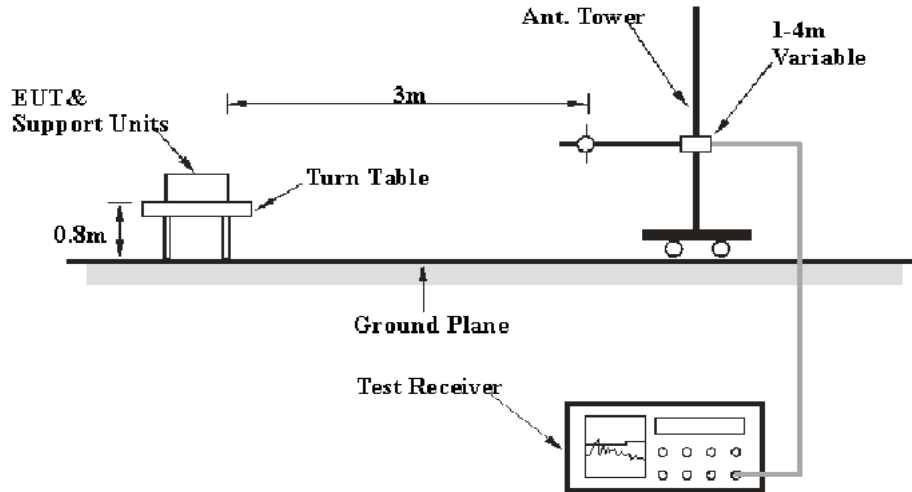 Ant. Tower
1-4m
Variable
EUT &
Support Units
3m
Turn Table
0.8m
Ground Plane
Test Receiver